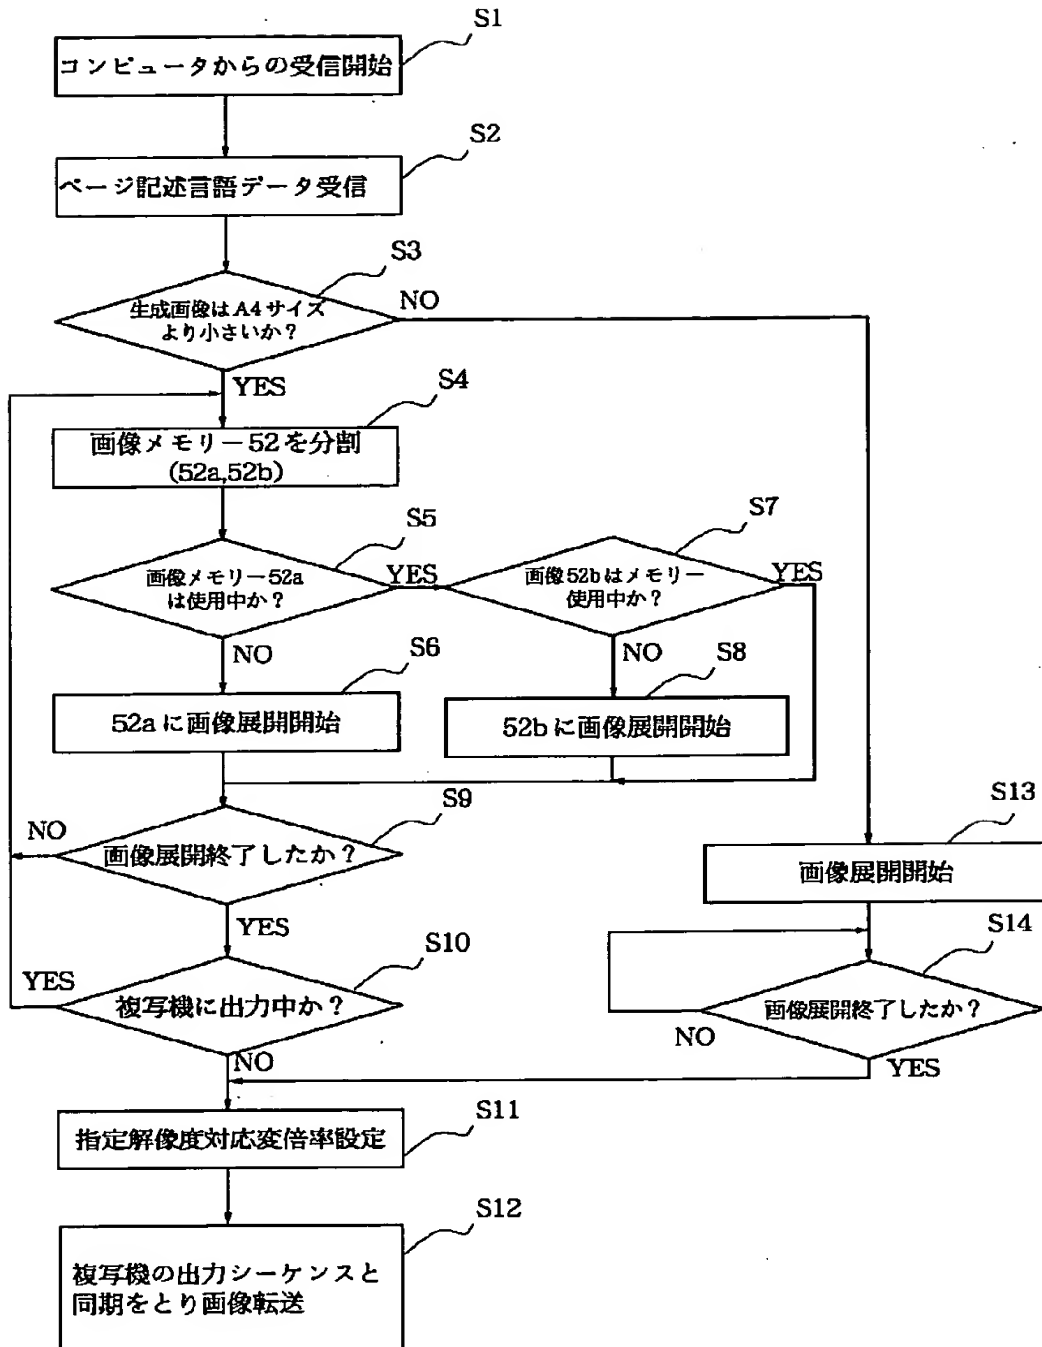 S1
コンピュータからの受信開始
S2
ページ記述言語データ受信
S3
生成画像はA4サイズ
より小さいか？
NO
YES
S4
画像メモリー52を分割
(52a,52b)
S5
画像メモリー52a
は使用中か？
YES
S7
画像52bはメモリー
使用中か？
YES
NO
S6
52aに画像展開開始
NO
S8
52bに画像展開開始
S9
画像展開終了したか？
NO
YES
S13
画像展開開始
S10
複写機に出力中か？
YES
NO
S14
画像展開終了したか？
NO
YES
S11
指定解像度対応変倍率設定
S12
複写機の出力シーケンスと
同期をとり画像転送